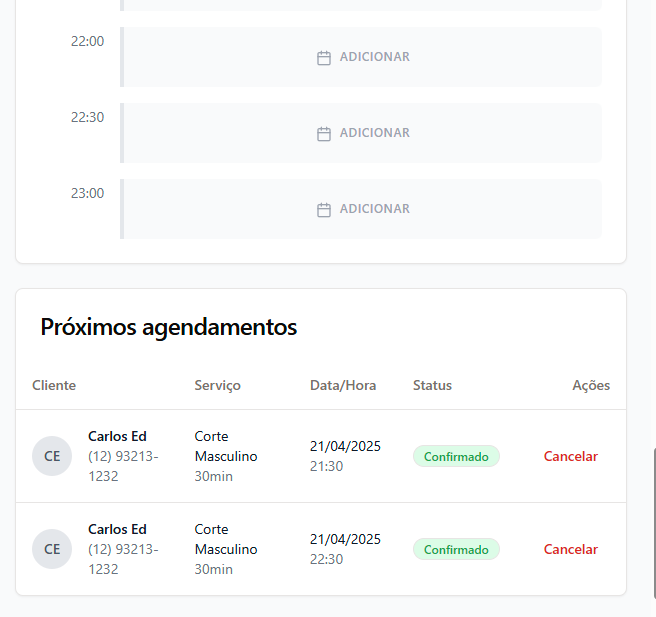 22:00
ADICIONAR
22:30
ADICIONAR
23:00
ADICIONAR
Próximos agendamentos
Cliente Serviço Data/Hora Status Ações
CE
Carlos Ed
(12) 93213-
1232
Corte
Masculino
30min
21/04/2025
21:30
Confirmado
Cancelar
CE
Carlos Ed
(12) 93213-
1232
Corte
Masculino
30min
21/04/2025
22:30
Confirmado
Cancelar